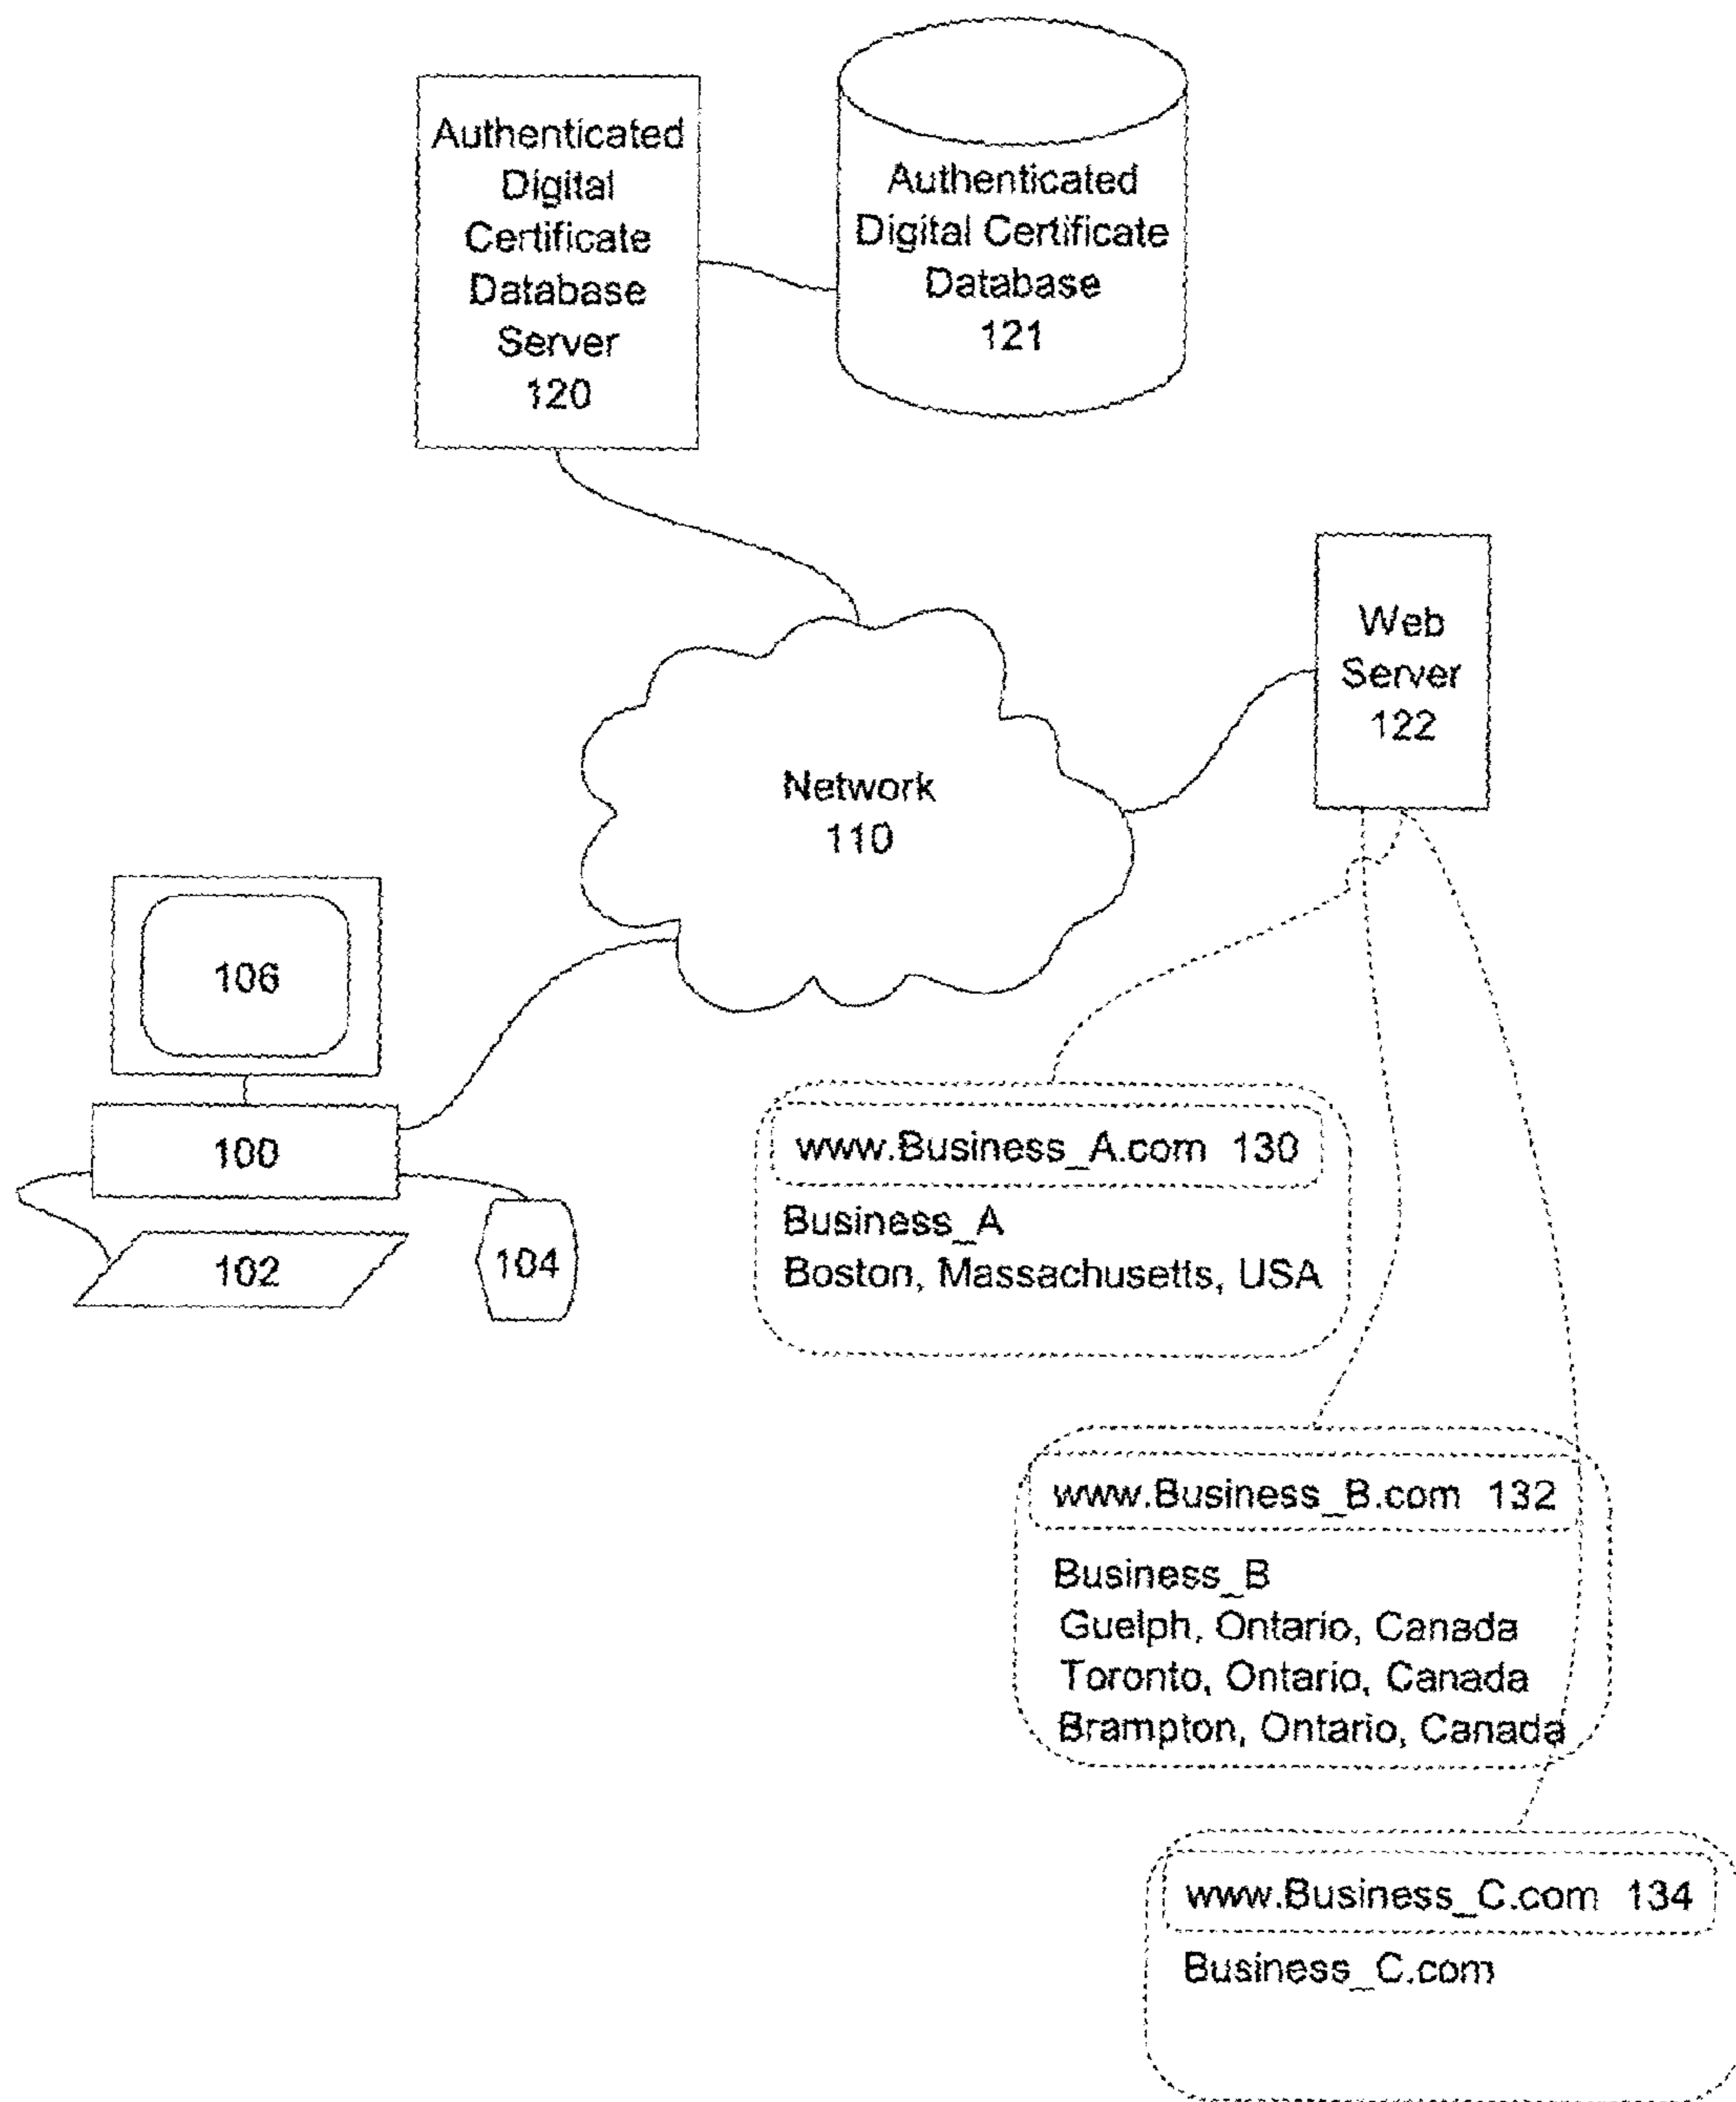 Authenticated
Digital
Certificate
Database
Server
120
Authenticated
Digital Certificate
Database
121
Web
Server
122
Network
110
106
100
102
104
www.Business_A.com 130
Business_A
Boston, Massachusetts, USA
www.Business_B.com 132
Business_B
Guelph, Ontario, Canada
Toronto, Ontario, Canada
Brampton, Ontario, Canada
www.Business_C.com 134
Business_C.com